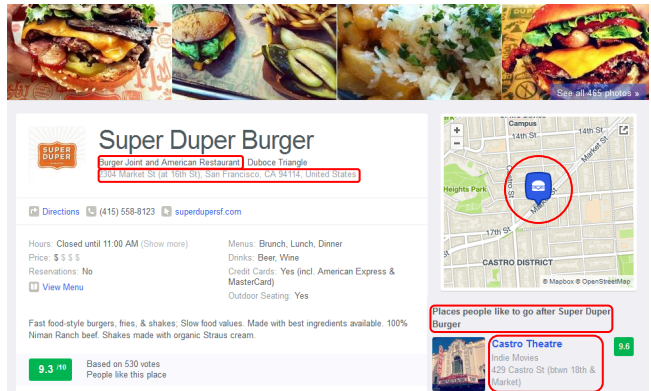 See all 465 photos »
SUPER
DUPER
Super Duper Burger
Burger Joint and American Restaurant Duboce Triangle
2304 Market St (at 16th St), San Francisco, CA 94114, United States
Directions (415) 558-8123 superdupersf.com
Hours: Closed until 11:00 AM (Show more)
Price: $ $ $ $
Reservations: No
View Menu
Menus: Brunch, Lunch, Dinner
Drinks: Beer, Wine
Credit Cards: Yes (incl. American Express &
MasterCard)
Outdoor Seating: Yes
Fast food-style burgers, fries, & shakes; Slow food values. Made with best ingredients available. 100%
Niman Ranch beef. Shakes made with organic Straus cream.
9.3 /10
Based on 530 votes
People like this place
+
−
Campus
14th St
14th St
Market St
Castro St
Heights Park
Market St
17th St
CASTRO DISTRICT
© Mapbox © OpenStreetMap
Places people like to go after Super Duper
Burger
Castro Theatre
Indie Movies
429 Castro St (btwn 18th &
Market)
9.6